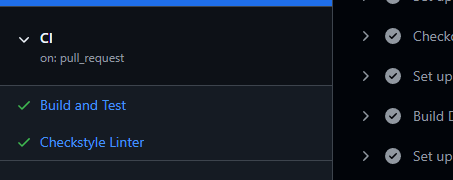 CI
on: pull_request
Build and Test
Checkstyle Linter
Set up
Checko
Set up
Build D
Set up